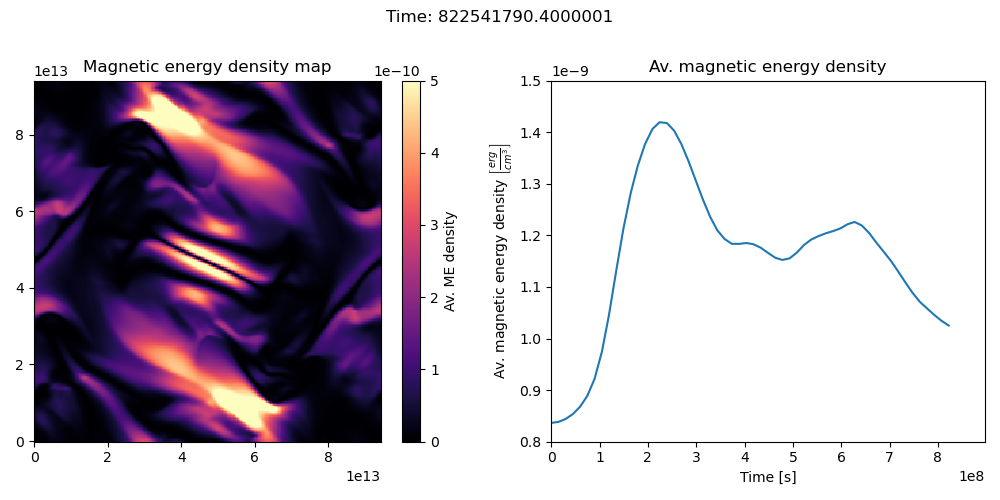 Time: 822541790.4000001
Magnetic energy density map
1e13
1e−10
8
6
4
2
0
0 2 4 6 8
1e13
5
4
3
2
1
0
Av. ME density
Av. magnetic energy density
1e−9
1.5
1.4
1.3
1.2
1.1
1.0
0.9
0.8
Av. magnetic energy density [erg/cm³]
0 1 2 3 4 5 6 7 8
Time [s]
1e8